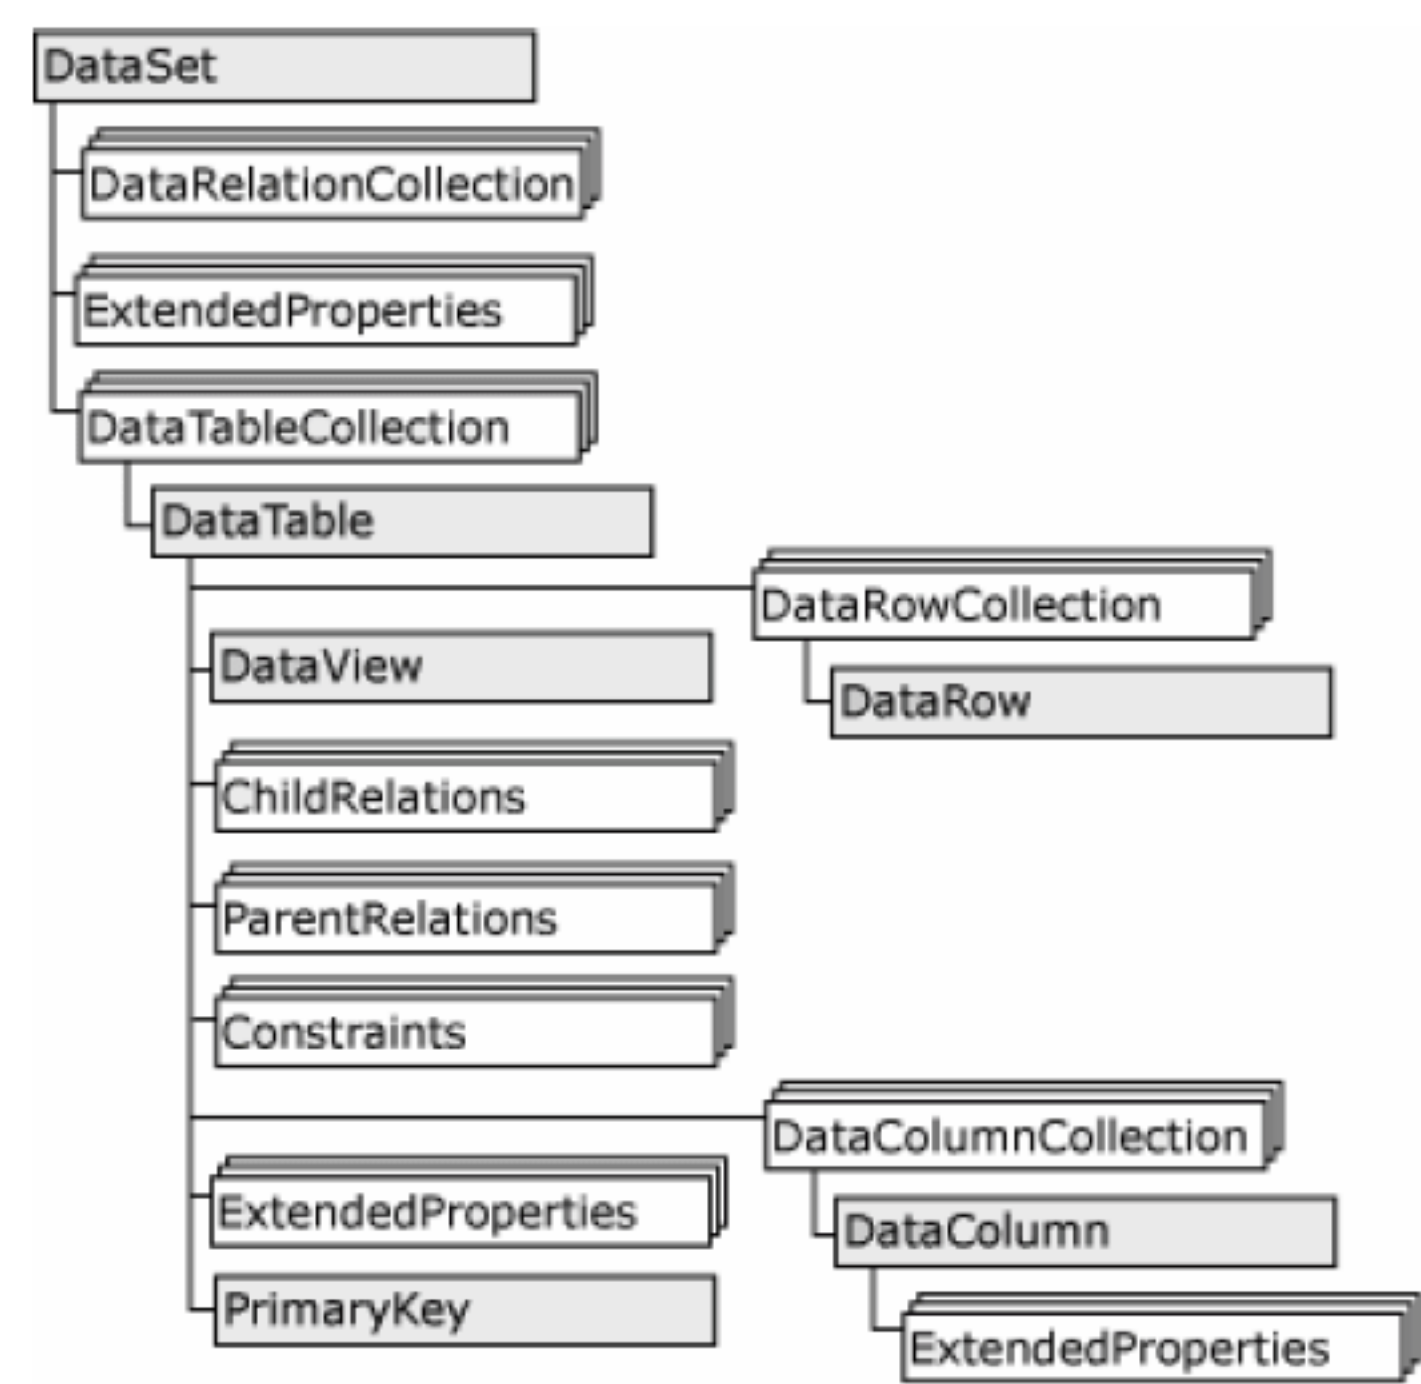 DataSet
DataRelationCollection
ExtendedProperties
DataTableCollection
DataTable
DataRowCollection
DataView
DataRow
ChildRelations
ParentRelations
Constraints
DataColumnCollection
ExtendedProperties
DataColumn
PrimaryKey
ExtendedProperties